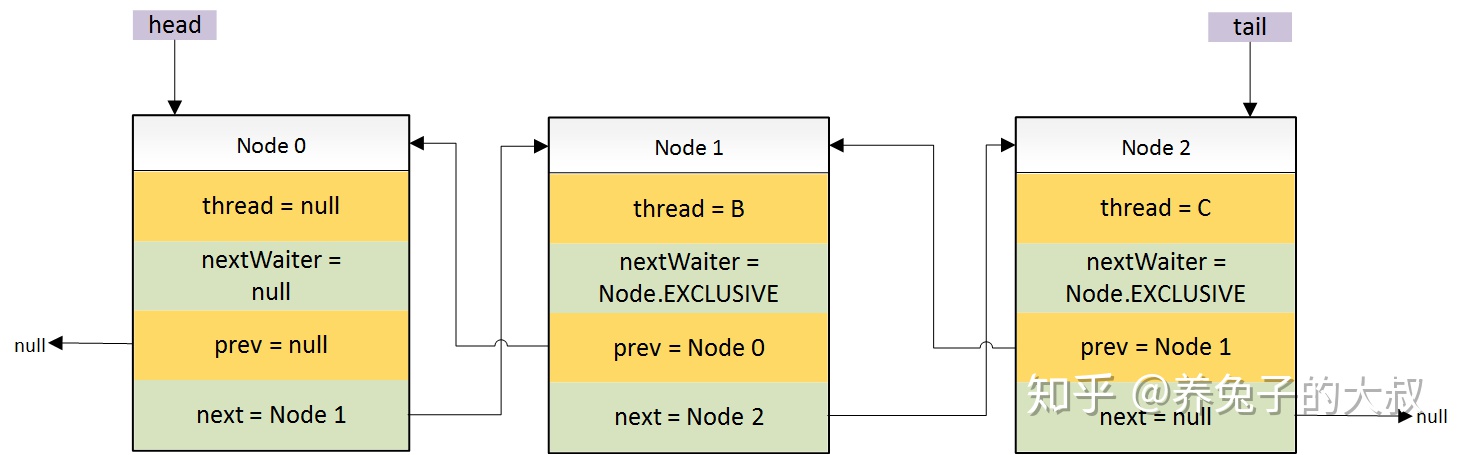 head
tail
Node 0
thread = null
nextWaiter =
null
prev = null
next = Node 1
null
Node 1
thread = B
nextWaiter =
Node.EXCLUSIVE
prev = Node 0
next = Node 2
Node 2
thread = C
nextWaiter =
Node.EXCLUSIVE
prev = Node 1
next = null
null
知乎 @养兔子的大叔